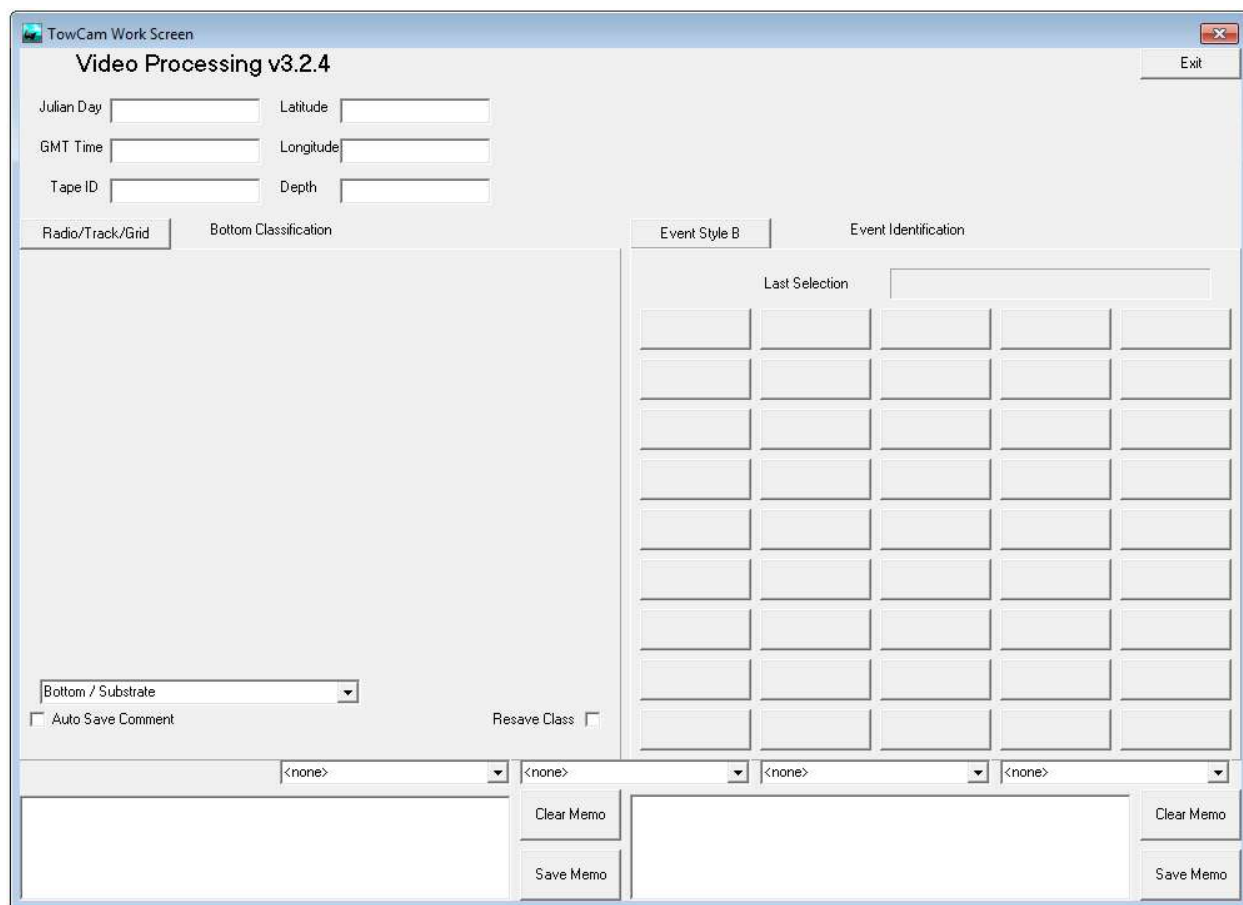 TowCam Work Screen
Video Processing v3.2.4
Exit
Julian Day
Latitude
GMT Time
Longitude
Tape ID
Depth
Radio/Track/Grid
Bottom Classification
Event Style B
Event Identification
Last Selection
Bottom / Substrate
Auto Save Comment
Resave Class
<none>
<none>
<none>
<none>
Clear Memo
Clear Memo
Save Memo
Save Memo